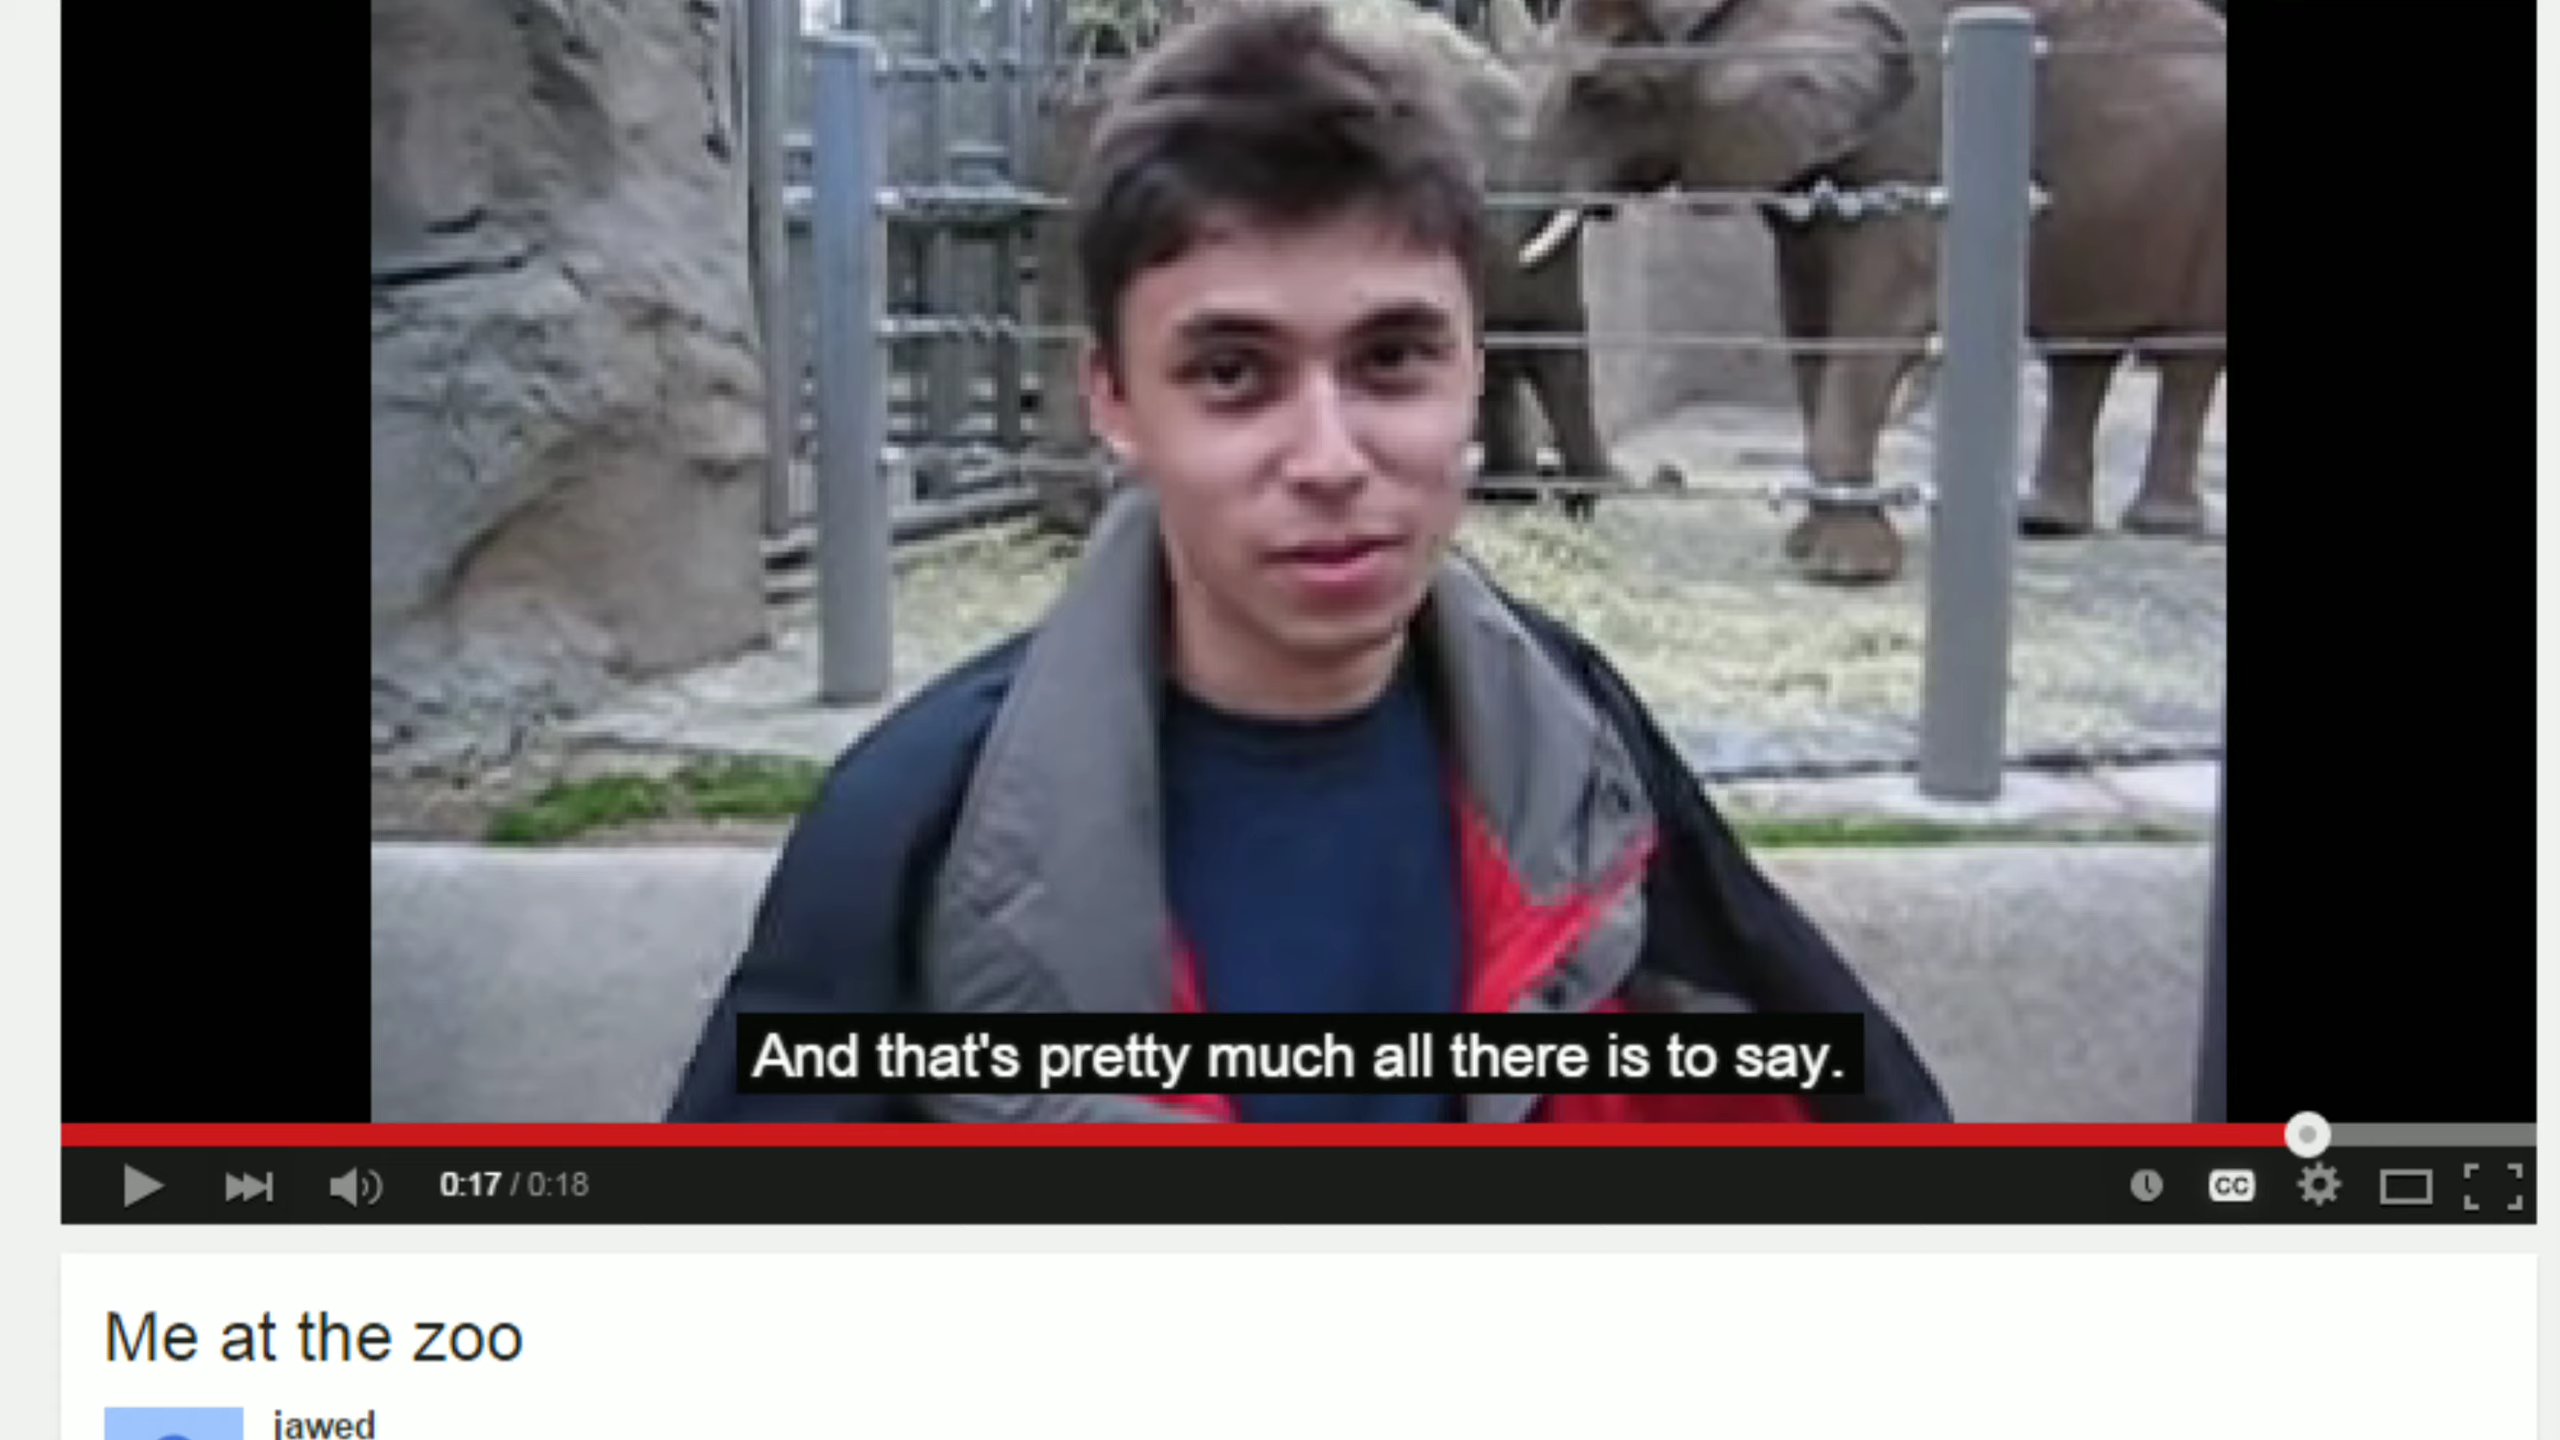 And that's pretty much all there is to say.
0:17 / 0:18
CC
Me at the zoo
jawed